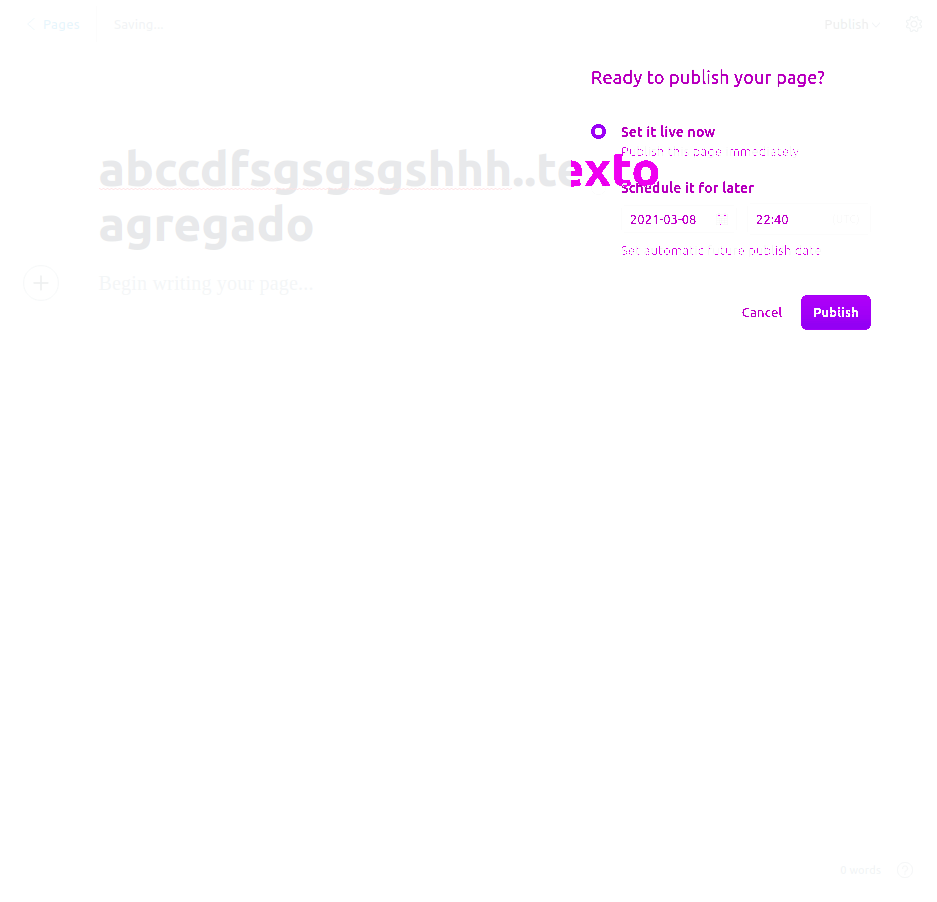 Pages Saving... Publish
Ready to publish your page?
Set it live now
Publish this page immediately
abccdfsgsgsgshhh..texto
agregado
Schedule it for later
2021-03-08 22:40
Set automatic future publish date
Begin writing your page...
Cancel Publish
0 words